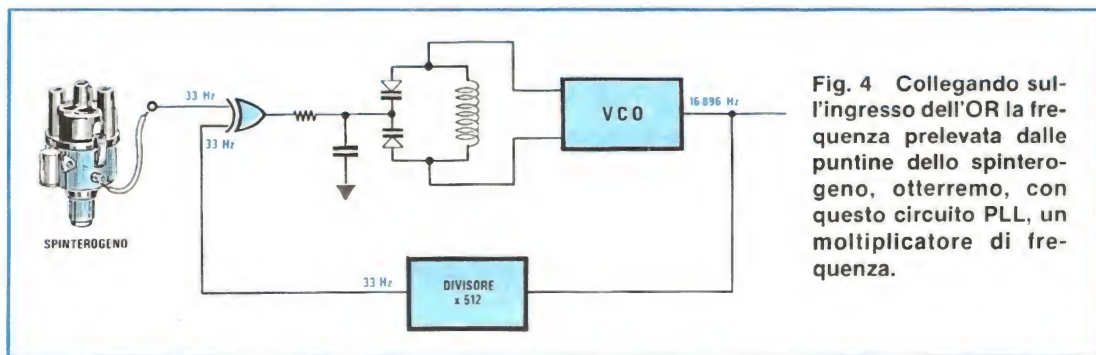 33 Hz
33 Hz
SPINTEROGENO
VCO
16 896 Hz
33 Hz
DIVISORE
x 512
Fig. 4 Collegando sul-
l'ingresso dell'OR la fre-
quenza prelevata dalle
puntine dello spintero-
geno, otterremo, con
questo circuito PLL, un
moltiplicatore di fre-
quenza.